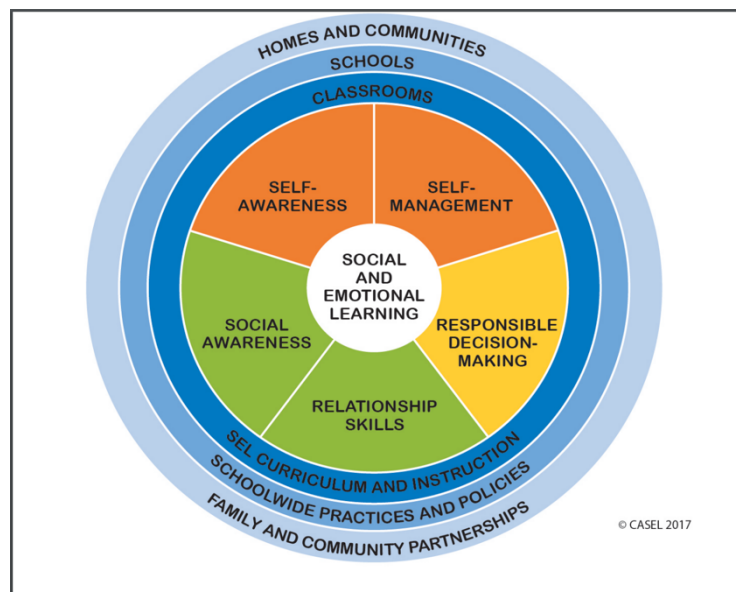 HOMES AND COMMUNITIES
SCHOOLS
CLASSROOMS
SELF-
AWARENESS
SELF-
MANAGEMENT
SOCIAL
AND
EMOTIONAL
LEARNING
SOCIAL
AWARENESS
RESPONSIBLE
DECISION-
MAKING
RELATIONSHIP
SKILLS
SEL CURRICULUM AND INSTRUCTION
SCHOOLWIDE PRACTICES AND POLICIES
FAMILY AND COMMUNITY PARTNERSHIPS
© CASEL 2017